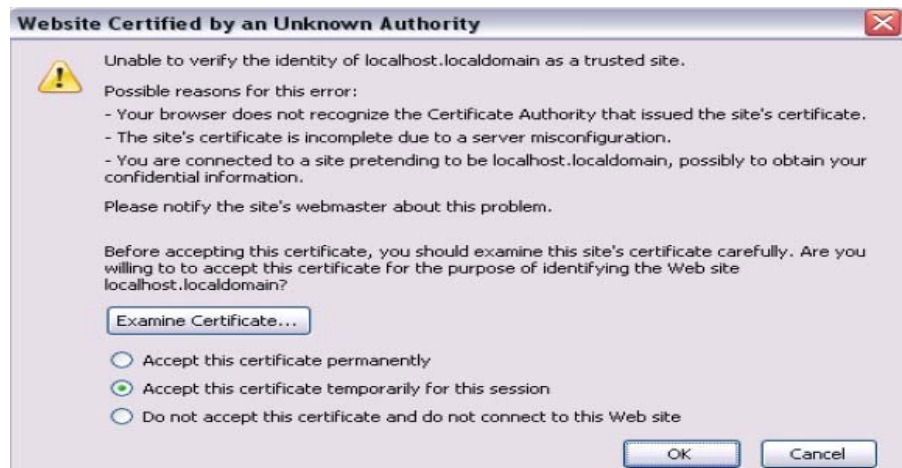 Website Certified by an Unknown Authority
Unable to verify the identity of localhost.localdomain as a trusted site.
Possible reasons for this error:
- Your browser does not recognize the Certificate Authority that issued the site's certificate.
- The site's certificate is incomplete due to a server misconfiguration.
- You are connected to a site pretending to be localhost.localdomain, possibly to obtain your
confidential information.
Please notify the site's webmaster about this problem.
Before accepting this certificate, you should examine this site's certificate carefully. Are you
willing to to accept this certificate for the purpose of identifying the Web site
localhost.localdomain?
Examine Certificate...
Accept this certificate permanently
Accept this certificate temporarily for this session
Do not accept this certificate and do not connect to this Web site
OK Cancel